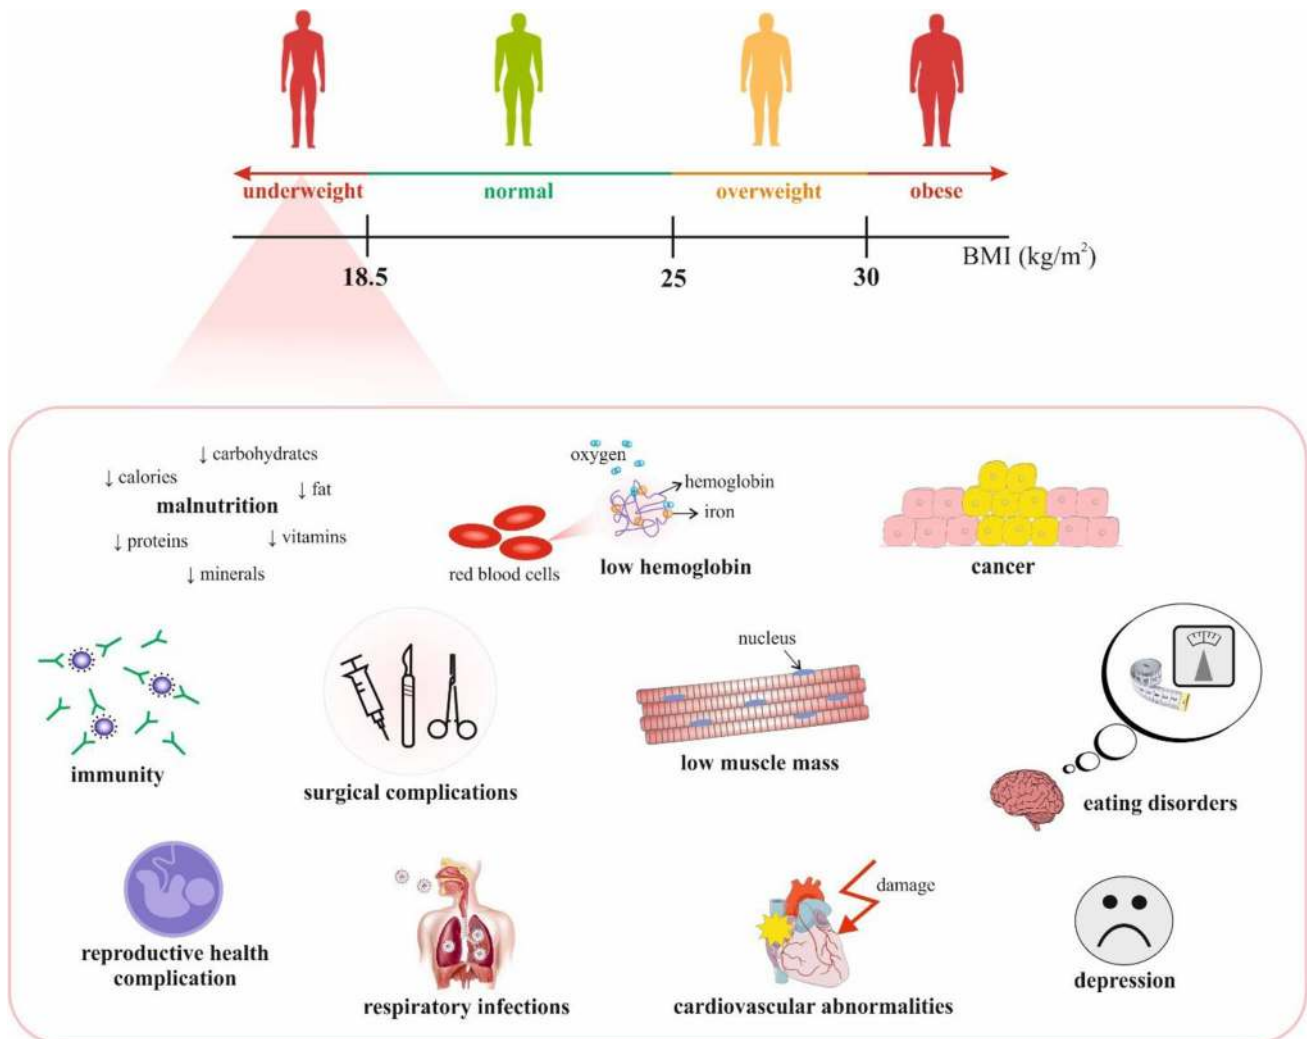 underweight
normal
overweight
obese
18.5
25
30
BMI (kg/m²)
↓ carbohydrates
↓ calories
↓ fat
malnutrition
↓ proteins
↓ vitamins
↓ minerals
oxygen
hemoglobin
iron
red blood cells
low hemoglobin
cancer
immunity
surgical complications
nucleus
low muscle mass
eating disorders
reproductive health
complication
respiratory infections
damage
cardiovascular abnormalities
depression